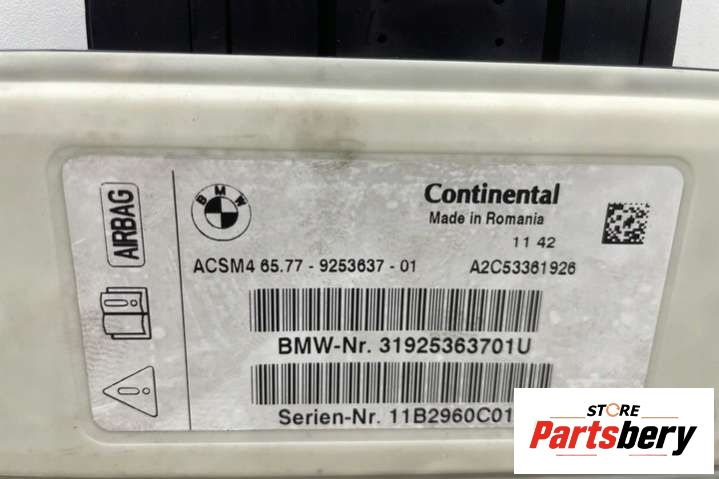 AIRBAG
BMW
Continental
Made in Romania
11 42
ACSM4 65.77 - 9253637 - 01
A2C53361926
BMW-Nr. 31925363701U
Serien-Nr. 11B2960C01
STORE
Partsbery